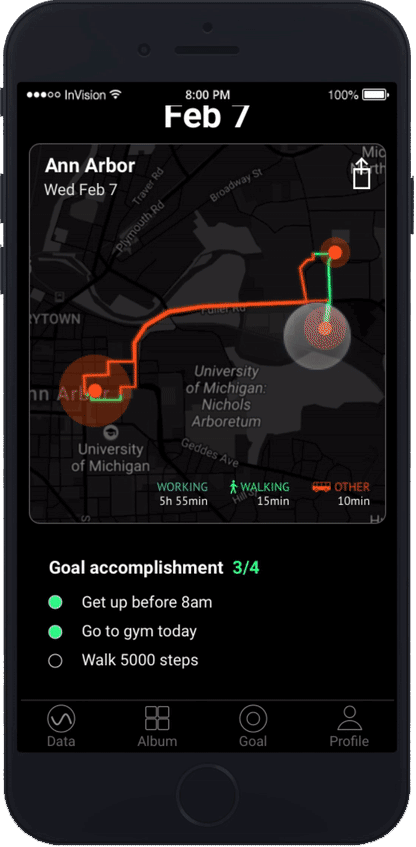 ●●●○○ InVision 8:00 PM 100%
Feb 7
Ann Arbor
Wed Feb 7
Mic
North
Traver Rd
Broadway St
Plymouth Rd
RYTOWN
Fuller Rd
nn Arbor
University
of Michigan:
Nichols
Arboretum
University
of Michigan
Geddes Ave
WORKING WALKING OTHER
5h 55min 15min 10min
Hill St
Goal accomplishment 3/4
Get up before 8am
Go to gym today
Walk 5000 steps
Data Album Goal Profile